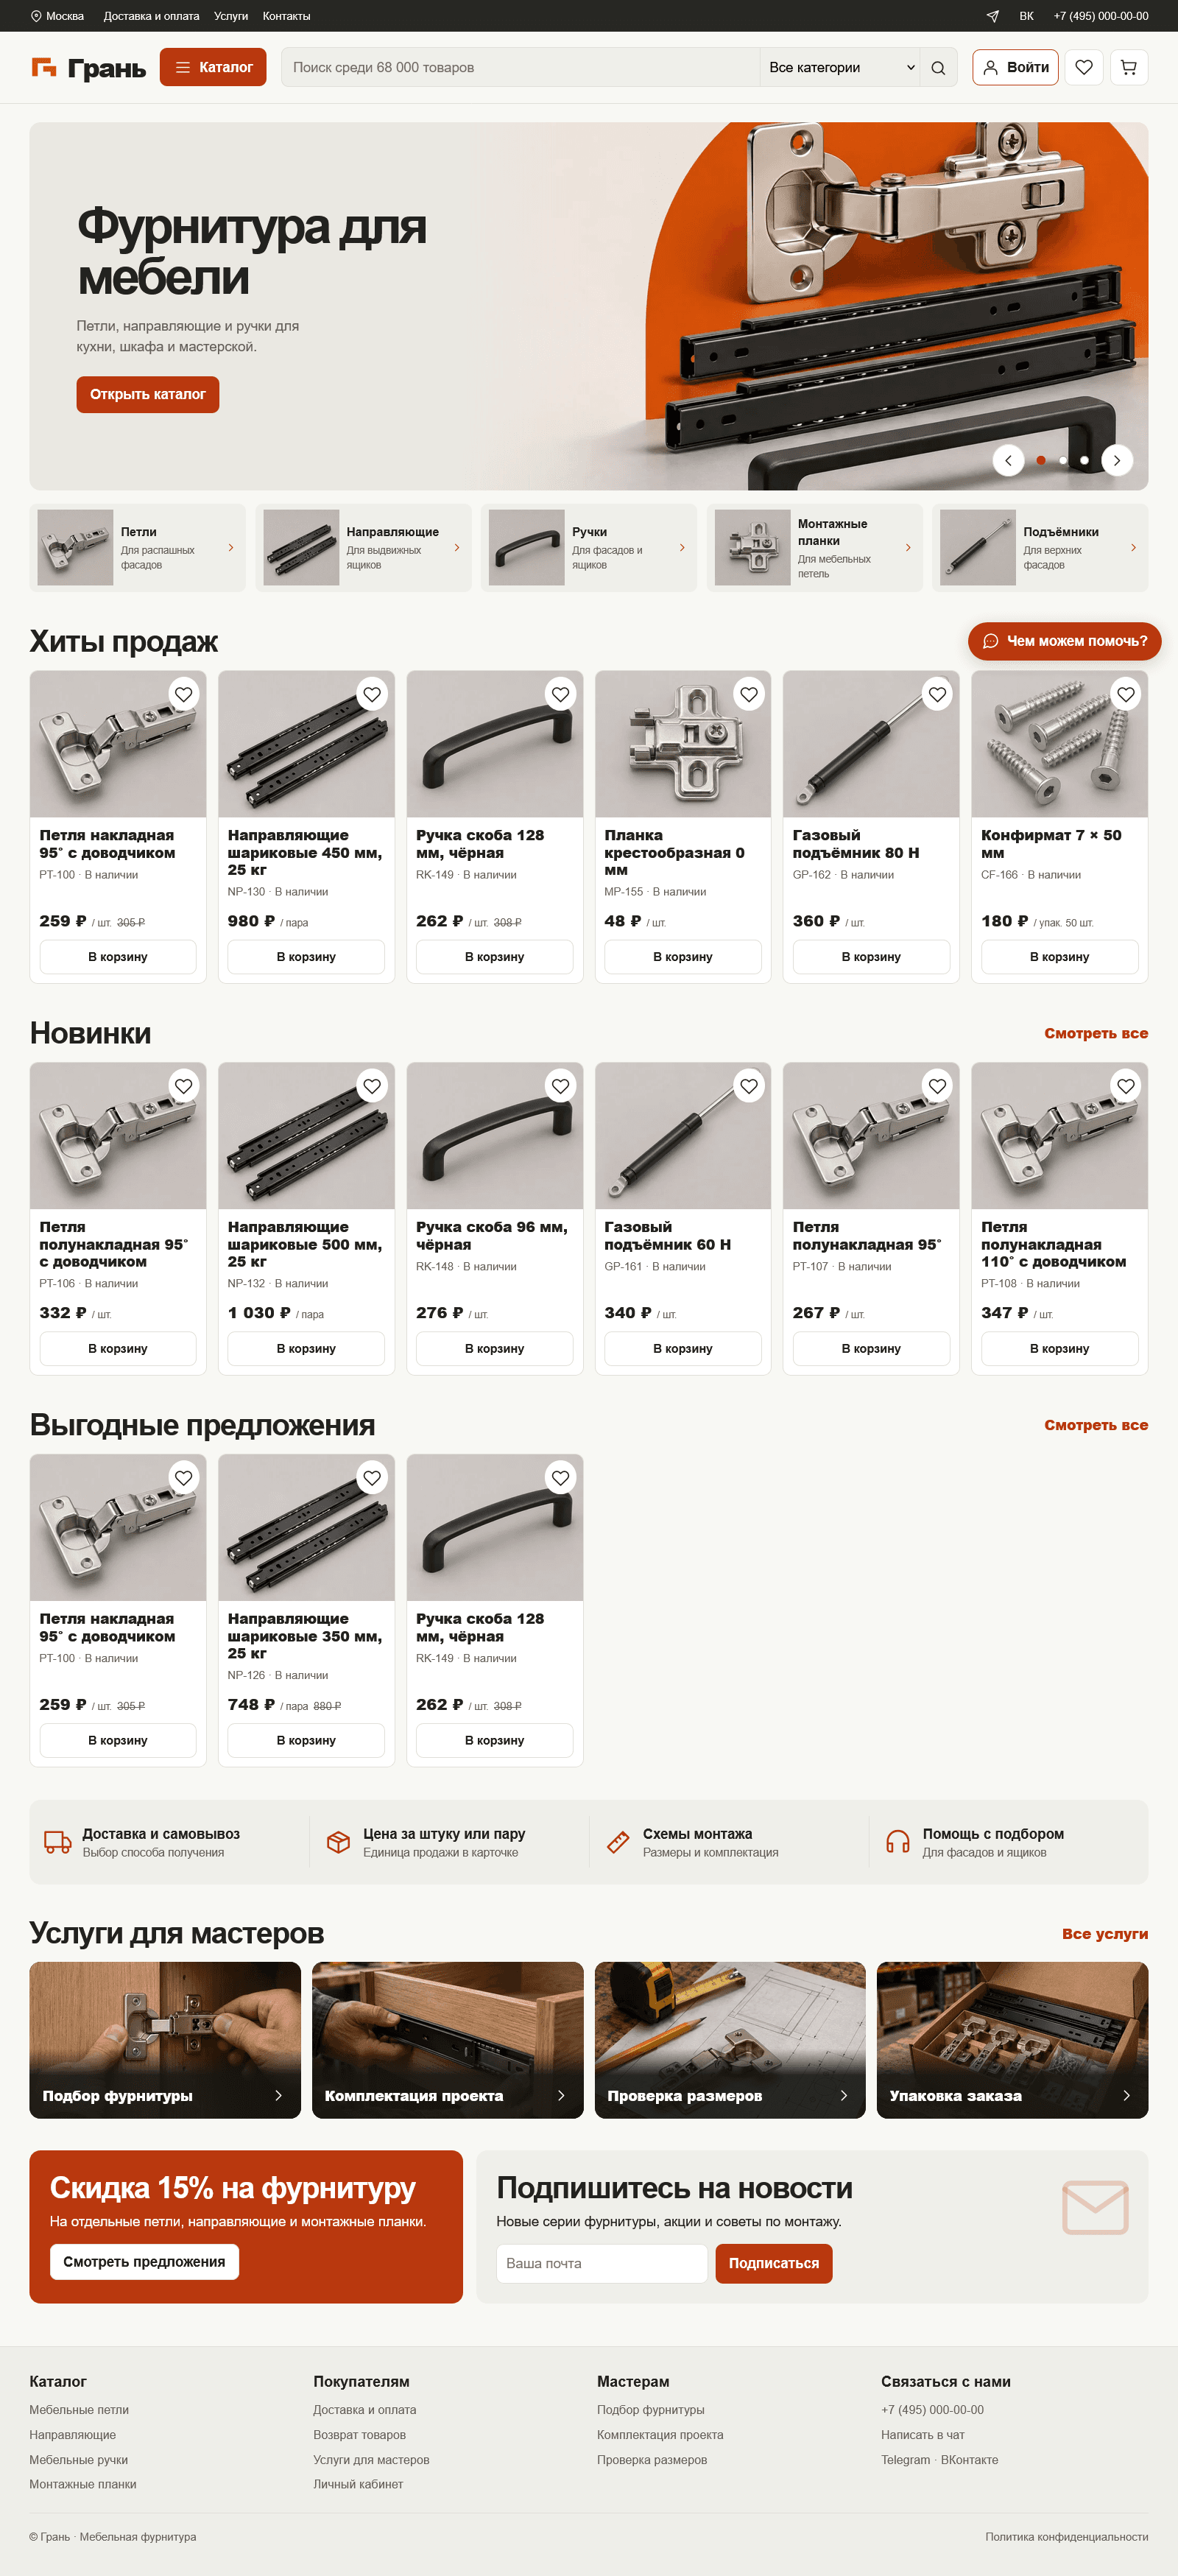 Москва Доставка и оплата Услуги Контакты ВК +7 (495) 000-00-00
Грань Каталог Поиск среди 68 000 товаров Все категории Войти
Фурнитура для
мебели
Петли, направляющие и ручки для
кухни, шкафа и мастерской.
Открыть каталог
Петли
Для распашных
фасадов
Направляющие
Для выдвижных
ящиков
Ручки
Для фасадов и
ящиков
Монтажные
планки
Для мебельных
петель
Подъёмники
Для верхних
фасадов
Хиты продаж
Чем можем помочь?
Петля накладная
95° с доводчиком
PT-100 · В наличии
259 ₽ / шт. 305 ₽
В корзину
Направляющие
шариковые 450 мм,
25 кг
NP-130 · В наличии
980 ₽ / пара
В корзину
Ручка скоба 128
мм, чёрная
RK-149 · В наличии
262 ₽ / шт. 308 ₽
В корзину
Планка
крестообразная 0
мм
MP-155 · В наличии
48 ₽ / шт.
В корзину
Газовый
подъёмник 80 Н
GP-162 · В наличии
360 ₽ / шт.
В корзину
Конфирмат 7 × 50
мм
CF-166 · В наличии
180 ₽ / упак. 50 шт.
В корзину
Новинки
Смотреть все
Петля
полунакладная 95°
с доводчиком
PT-106 · В наличии
332 ₽ / шт.
В корзину
Направляющие
шариковые 500 мм,
25 кг
NP-132 · В наличии
1 030 ₽ / пара
В корзину
Ручка скоба 96 мм,
чёрная
RK-148 · В наличии
276 ₽ / шт.
В корзину
Газовый
подъёмник 60 Н
GP-161 · В наличии
340 ₽ / шт.
В корзину
Петля
полунакладная 95°
PT-107 · В наличии
267 ₽ / шт.
В корзину
Петля
полунакладная
110° с доводчиком
PT-108 · В наличии
347 ₽ / шт.
В корзину
Выгодные предложения
Смотреть все
Петля накладная
95° с доводчиком
PT-100 · В наличии
259 ₽ / шт. 305 ₽
В корзину
Направляющие
шариковые 350 мм,
25 кг
NP-126 · В наличии
748 ₽ / пара 880 ₽
В корзину
Ручка скоба 128
мм, чёрная
RK-149 · В наличии
262 ₽ / шт. 308 ₽
В корзину
Доставка и самовывоз
Выбор способа получения
Цена за штуку или пару
Единица продажи в карточке
Схемы монтажа
Размеры и комплектация
Помощь с подбором
Для фасадов и ящиков
Услуги для мастеров
Все услуги
Подбор фурнитуры
Комплектация проекта
Проверка размеров
Упаковка заказа
Скидка 15% на фурнитуру
На отдельные петли, направляющие и монтажные планки.
Смотреть предложения
Подпишитесь на новости
Новые серии фурнитуры, акции и советы по монтажу.
Ваша почта
Подписаться
Каталог
Мебельные петли
Направляющие
Мебельные ручки
Монтажные планки
Покупателям
Доставка и оплата
Возврат товаров
Услуги для мастеров
Личный кабинет
Мастерам
Подбор фурнитуры
Комплектация проекта
Проверка размеров
Связаться с нами
+7 (495) 000-00-00
Написать в чат
Telegram · ВКонтакте
© Грань · Мебельная фурнитура
Политика конфиденциальности